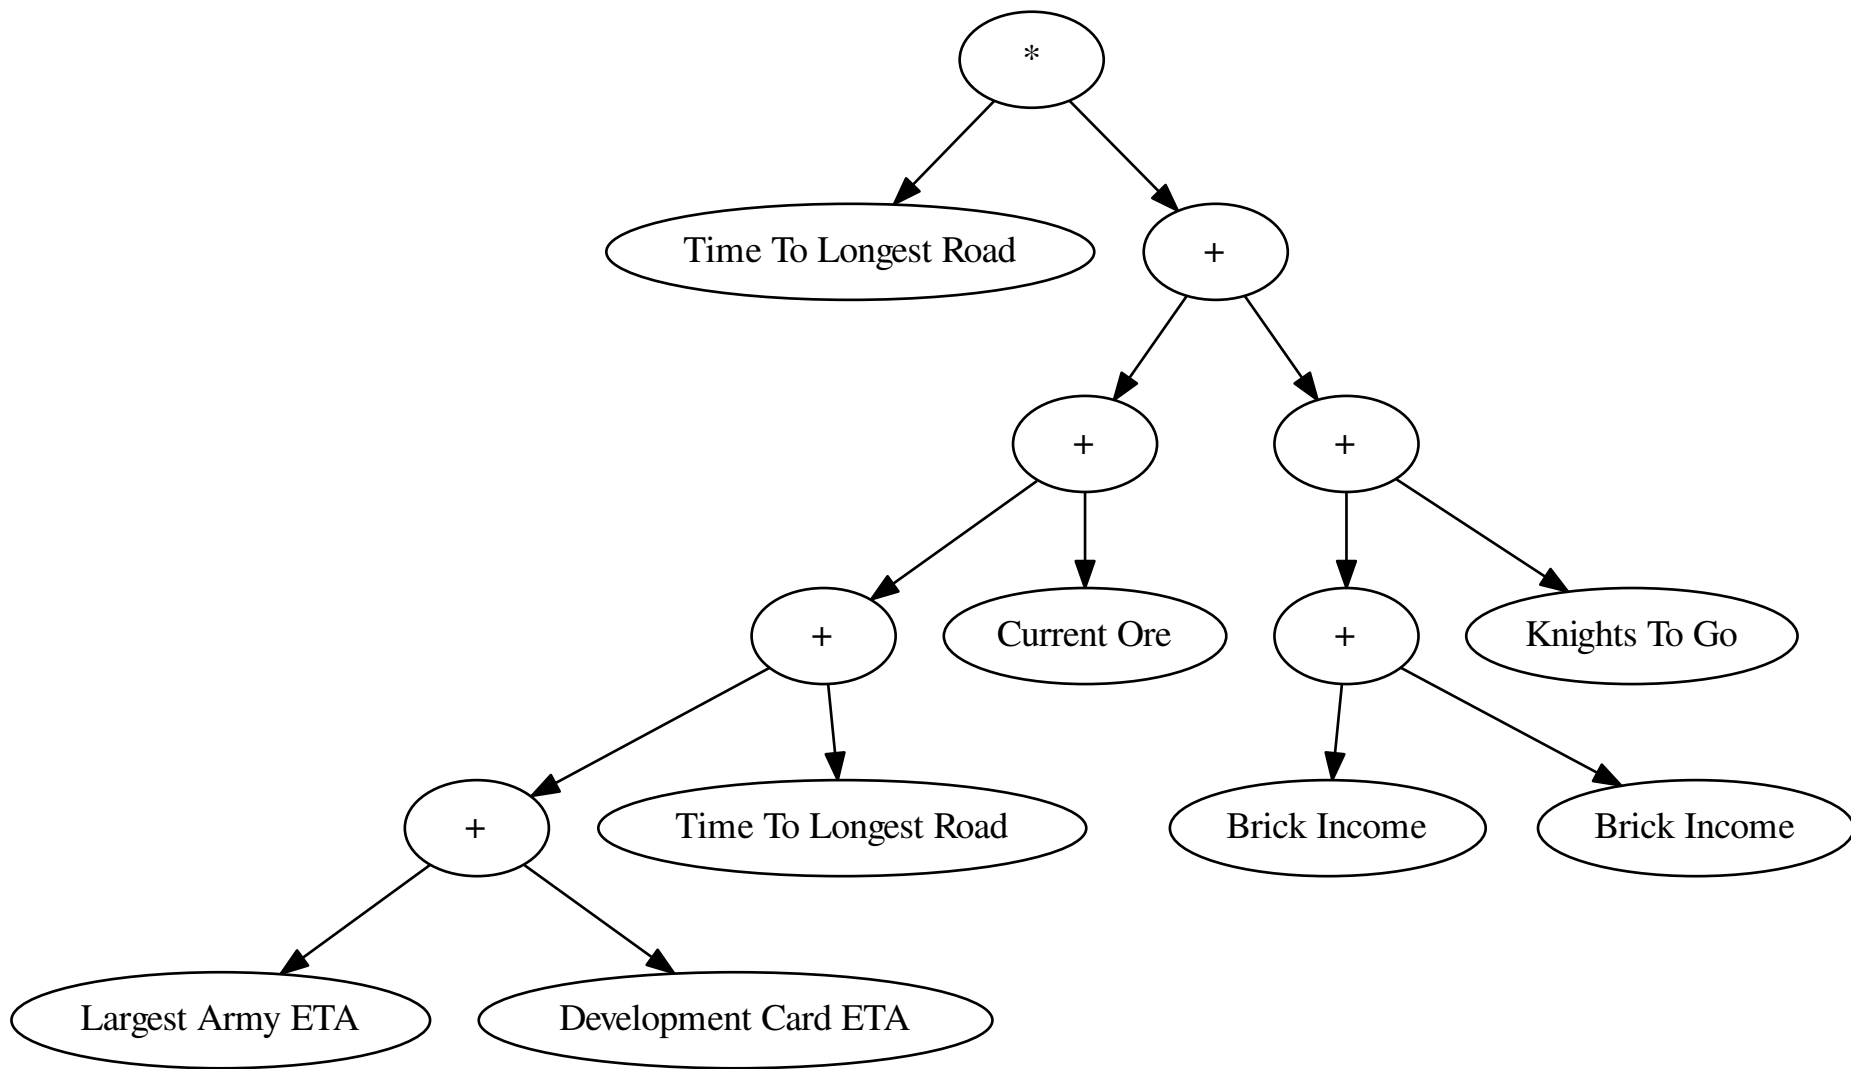 *
Time To Longest Road
+
+
+
+
Current Ore
+
Knights To Go
+
Time To Longest Road
Brick Income
Brick Income
Largest Army ETA
Development Card ETA